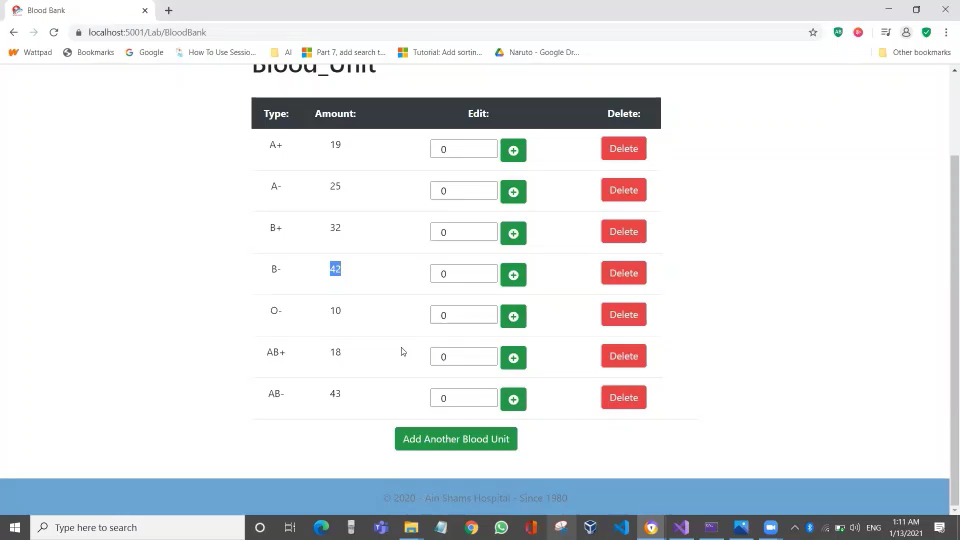 Blood Bank
localhost:5001/Lab/BloodBank
Wattpad Bookmarks Google How To Use Sessio... AI Part 7, add search t... Tutorial: Add sortin... Naruto - Google Dr... Other bookmarks
Blood_Unit
Type: Amount: Edit: Delete:
A+ 19 0 Delete
A- 25 0 Delete
B+ 32 0 Delete
B- 42 0 Delete
O- 10 0 Delete
AB+ 18 0 Delete
AB- 43 0 Delete
Add Another Blood Unit
© 2020 - Ain Shams Hospital - Since 1980
Type here to search
ENG
1:11 AM
1/13/2021